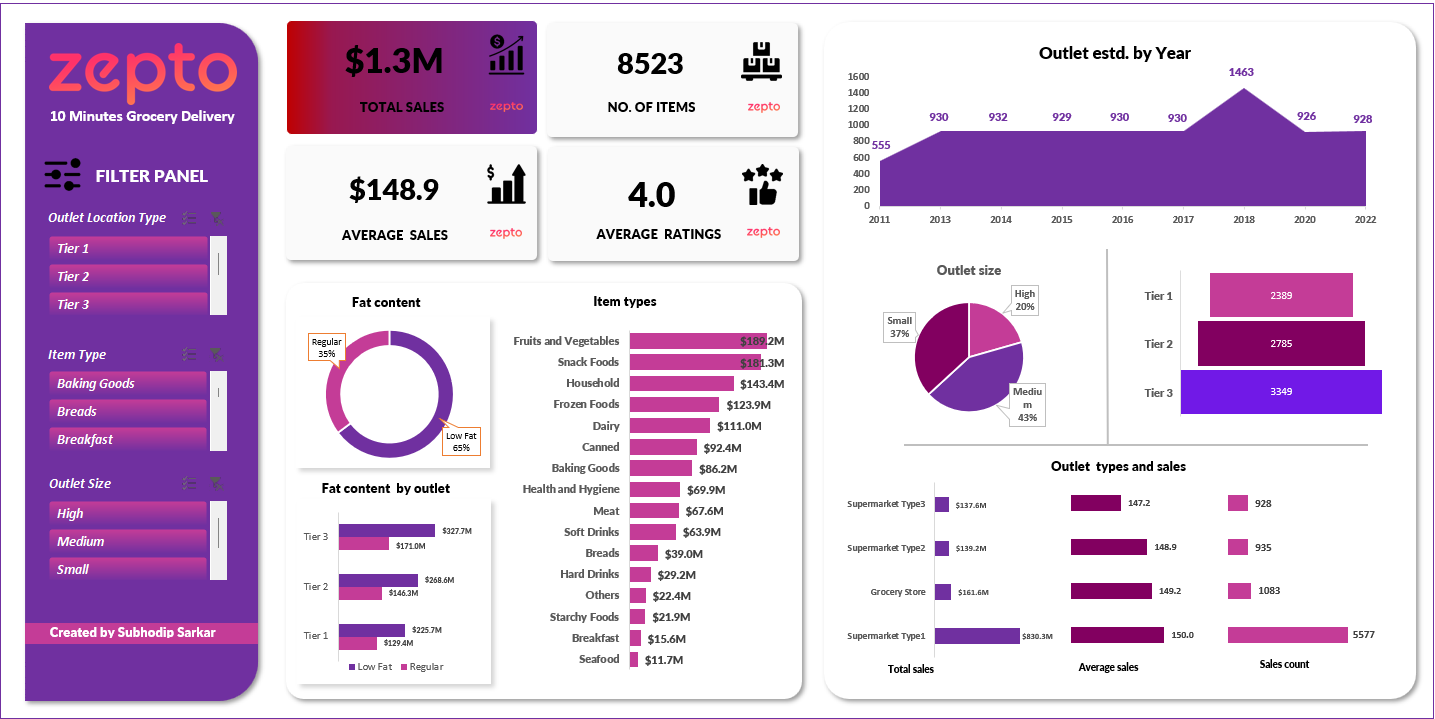 zepto
10 Minutes Grocery Delivery
FILTER PANEL
Outlet Location Type
Tier 1
Tier 2
Tier 3
Item Type
Baking Goods
Breads
Breakfast
Outlet Size
High
Medium
Small
Created by Subhodip Sarkar
$1.3M
TOTAL SALES
zepto
8523
NO. OF ITEMS
zepto
$148.9
AVERAGE SALES
zepto
4.0
AVERAGE RATINGS
zepto
Fat content
Regular
35%
Low Fat
65%
Fat content by outlet
Tier 3
$327.7M
$171.0M
Tier 2
$268.6M
$146.3M
Tier 1
$225.7M
$129.4M
Low Fat
Regular
Item types
Fruits and Vegetables $189.2M
Snack Foods $181.3M
Household $143.4M
Frozen Foods $123.9M
Dairy $111.0M
Canned $92.4M
Baking Goods $86.2M
Health and Hygiene $69.9M
Meat $67.6M
Soft Drinks $63.9M
Breads $39.0M
Hard Drinks $29.2M
Others $22.4M
Starchy Foods $21.9M
Breakfast $15.6M
Seafood $11.7M
Outlet estd. by Year
1600
1400
1200
1000
800
600
400
200
0
555 930 932 929 930 930 1463 926 928
2011 2013 2014 2015 2016 2017 2018 2020 2022
Outlet size
High
20%
Small
37%
Mediu
m
43%
Tier 1 2389
Tier 2 2785
Tier 3 3349
Outlet types and sales
Supermarket Type3 $137.6M 147.2 928
Supermarket Type2 $139.2M 148.9 935
Grocery Store $161.6M 149.2 1083
Supermarket Type1 $830.3M 150.0 5577
Total sales Average sales Sales count